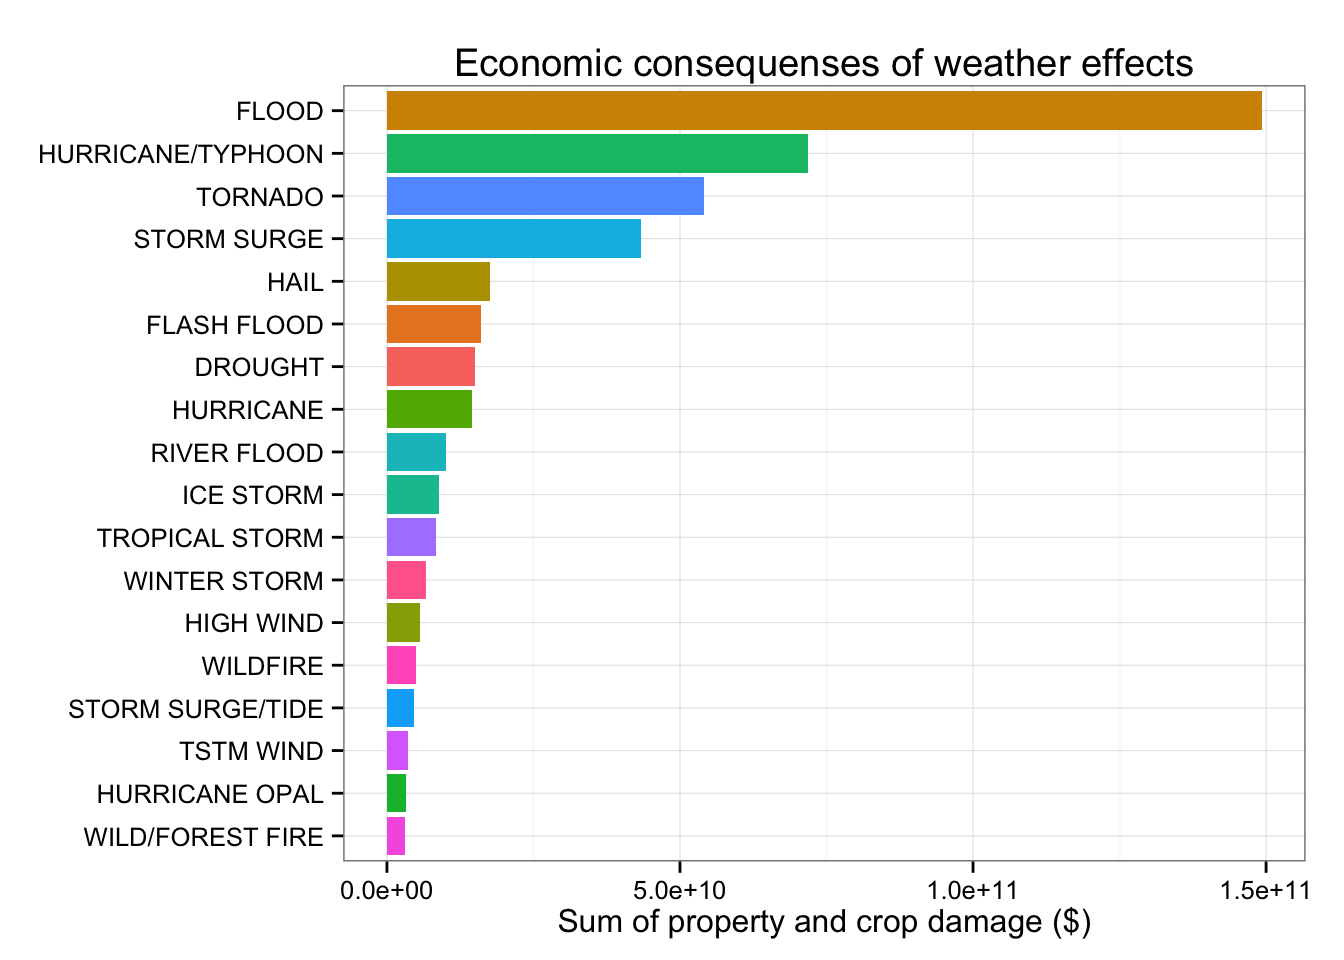 Economic consequenses of weather effects
FLOOD
HURRICANE/TYPHOON
TORNADO
STORM SURGE
HAIL
FLASH FLOOD
DROUGHT
HURRICANE
RIVER FLOOD
ICE STORM
TROPICAL STORM
WINTER STORM
HIGH WIND
WILDFIRE
STORM SURGE/TIDE
TSTM WIND
HURRICANE OPAL
WILD/FOREST FIRE
0.0e+00 5.0e+10 1.0e+11 1.5e+11
Sum of property and crop damage ($)